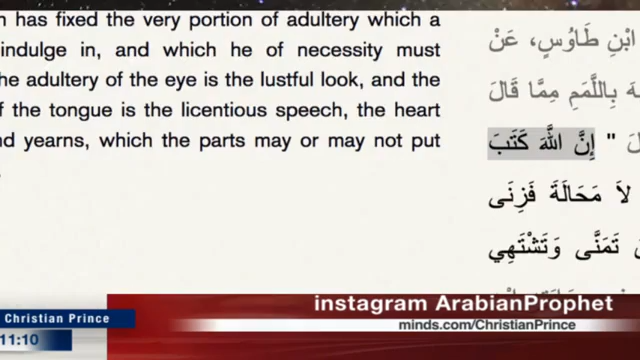 n has fixed the very portion of adultery which a
indulge in, and which he of necessity must
he adultery of the eye is the lustful look, and the
f the tongue is the licentious speech, the heart
nd yearns, which the parts may or may not put
ابْنِ طَاوُسٍ، عَنْ
بِاللَّمَمِ مِمَّا قَالَ
" إِنَّ اللَّهَ كَتَبَ
لاَ مَحَالَةَ فَزِنَى
تَمَنَّى وَتَشْتَهِي
instagram ArabianProphet
Christian Prince
minds.com/ChristianPrince
11:10